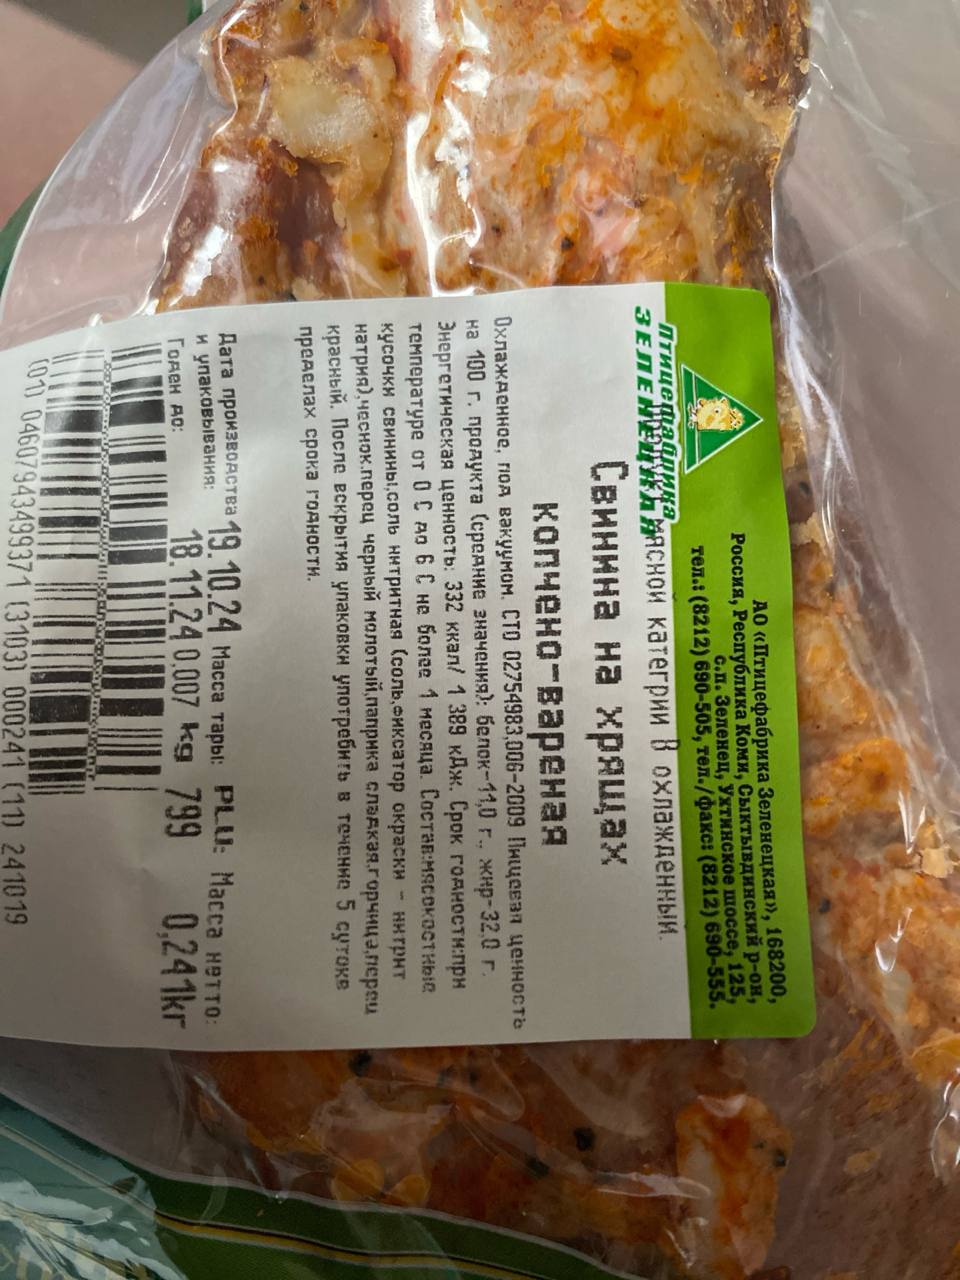 АО «Птицефабрика Зеленецкая», 168200,
Россия, Республика Коми, Сыктывдинский р-он,
с.п. Зеленец, Ухтинское шоссе, 125,
тел.: (8212) 690-505, тел./факс: (8212) 690-555.
птицефабрика
ЗЕЛЕНЕЦКАЯ
мясной категрии В охлажденный.
Свинина на хрящах
копчено-вареная
Охлажденное, под вакуумом. СТО 02754983.006-2009 Пищевая ценность
на 100 г. продукта (средние значения): белок-11,0 г., жир-32.0 г.
Энергетическая ценность: 332 ккал/ 1 389 кДж. Срок годности:при
температуре от 0 С до 6 С не более 1 месяца. Состав:мясокостные
кусочки свинины,соль нитритная (соль,фиксатор окраски - нитрит
натрия),чеснок,перец черный молотый,паприка сладкая,горчица,перец
красный. После вскрытия упаковки употребить в течение 5 суток в
пределах срока годности.
Дата производства 19.10.24 Масса тары: PLU: Масса нетто:
и упаковывания:
Годен до: 18.11.24 0,007 kg 799 0,241кг
(01) 04607943499371 (3103) 000241 (11) 241019